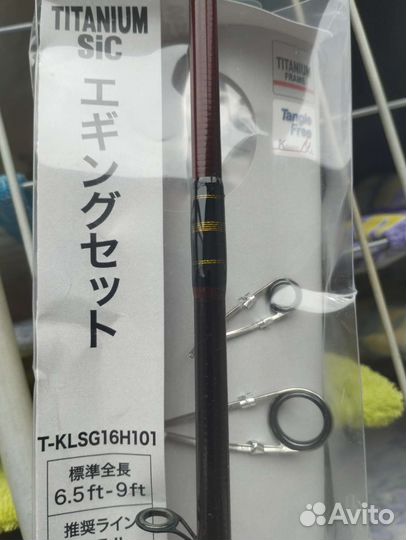 TITANIUM
SiC
エギングセット
TITANIUM
FRAME
Tangle
Free
T-KLSG16H101
標準全長
6.5ft-9ft
推奨ライン
Avito